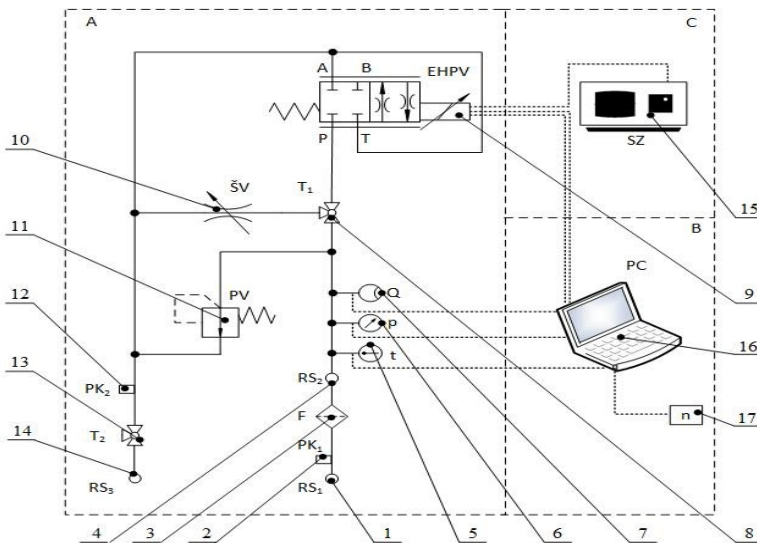 A
C
A B
EHPV
P T
SZ
10
ŠV
T1
15
11
B
PC
9
12
PV
Q
p
t
16
13
PK2
RS2
14
T2
F
n
17
PK1
RS3
RS1
4 3 2 1 5 6 7 8